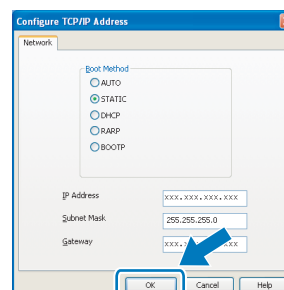 Configure TCP/IP Address
Network
Boot Method
AUTO
STATIC
DHCP
RARP
BOOTP
IP Address xxx.xxx.xxx.xxx
Subnet Mask 255.255.255.0
Gateway
OK Cancel Help